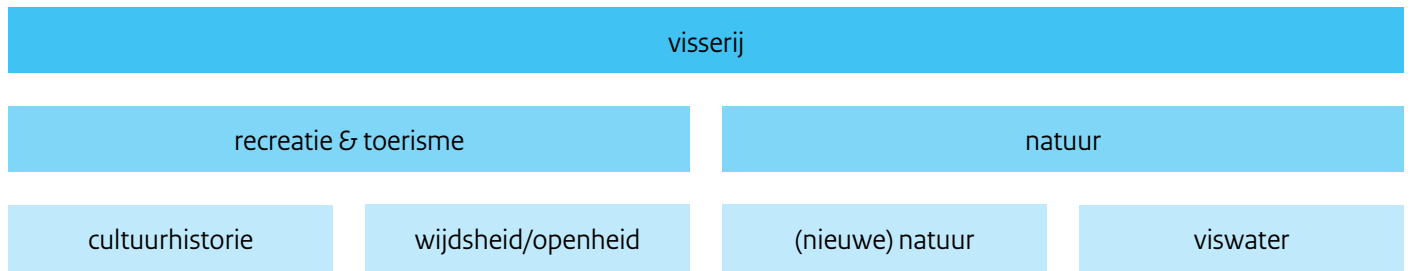 visserij
recreatie & toerisme
natuur
cultuurhistorie
wijdsheid/openheid
(nieuwe) natuur
viswater